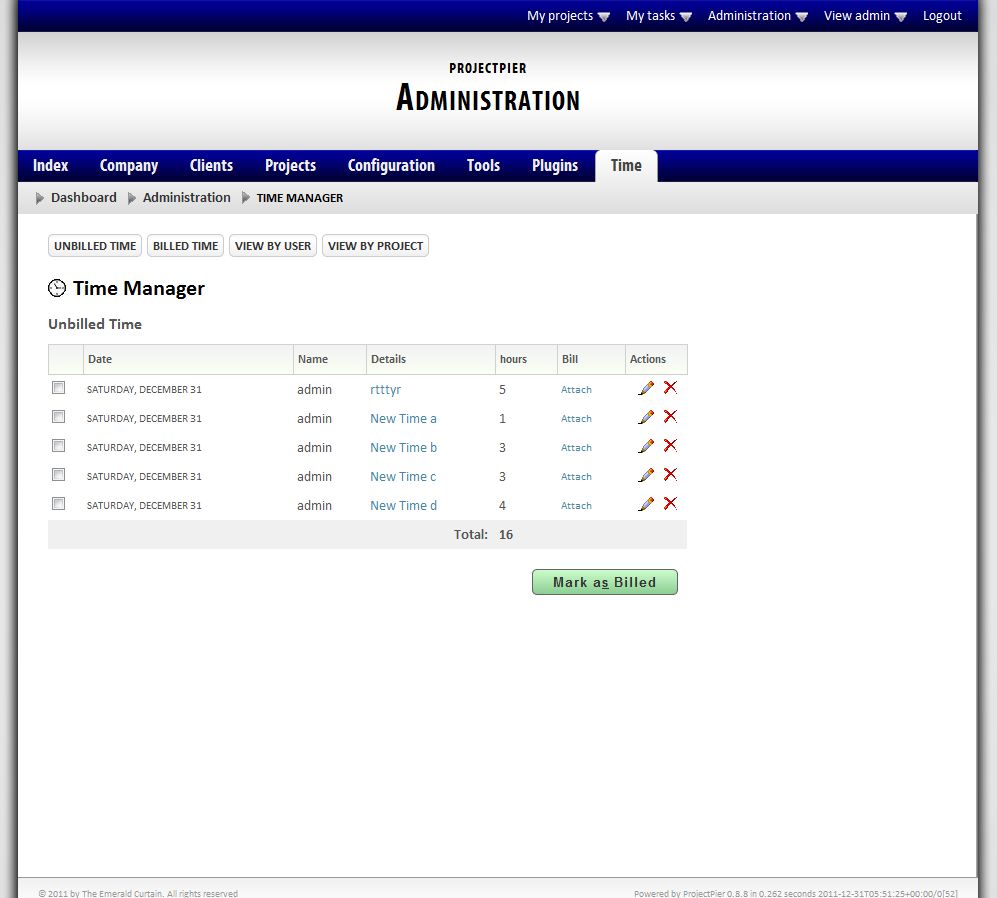 My projects My tasks Administration View admin Logout
PROJECTPIER
ADMINISTRATION
Index Company Clients Projects Configuration Tools Plugins Time
Dashboard Administration TIME MANAGER
UNBILLED TIME BILLED TIME VIEW BY USER VIEW BY PROJECT
Time Manager
Unbilled Time
Date Name Details hours Bill Actions
SATURDAY, DECEMBER 31 admin rtttyr 5 Attach
SATURDAY, DECEMBER 31 admin New Time a 1 Attach
SATURDAY, DECEMBER 31 admin New Time b 3 Attach
SATURDAY, DECEMBER 31 admin New Time c 3 Attach
SATURDAY, DECEMBER 31 admin New Time d 4 Attach
Total: 16
Mark as Billed
© 2011 by The Emerald Curtain. All rights reserved Powered by ProjectPier 0.8.8 in 0.262 seconds 2011-12-31T05:51:25+00:00/0[52]